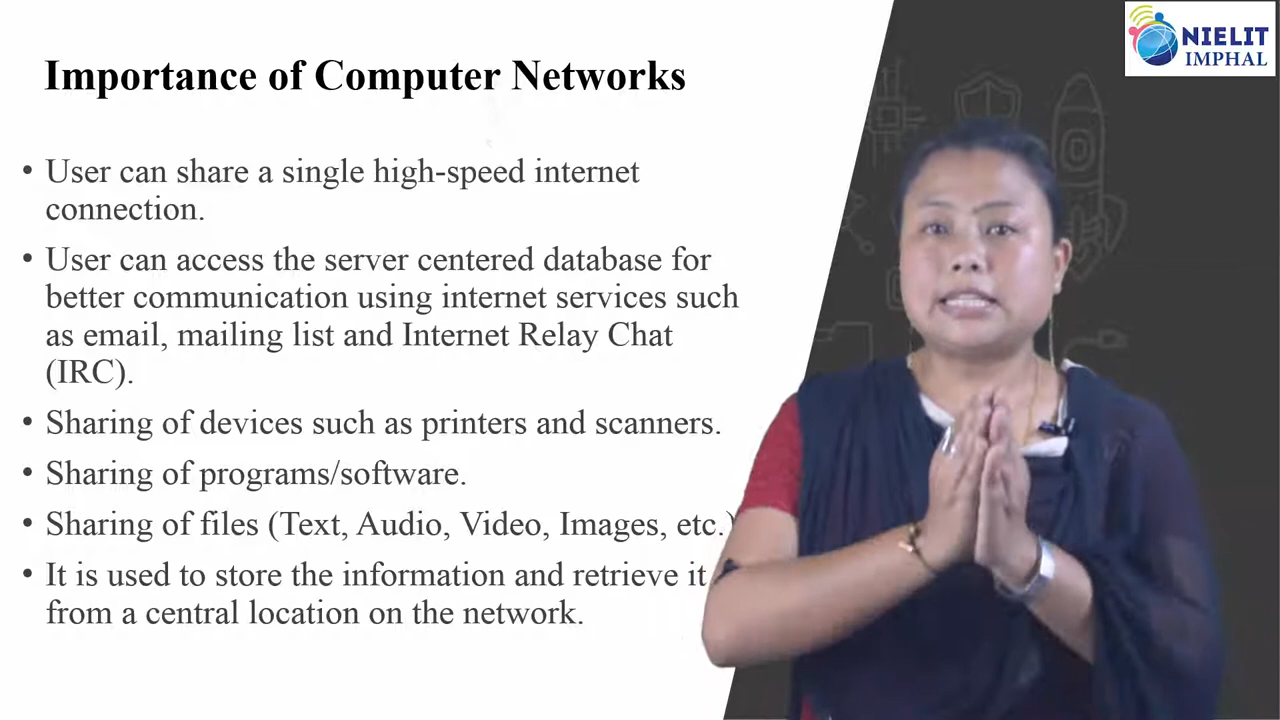 NIELIT
IMPHAL
Importance of Computer Networks
• User can share a single high-speed internet
connection.
• User can access the server centered database for
better communication using internet services such
as email, mailing list and Internet Relay Chat
(IRC).
• Sharing of devices such as printers and scanners.
• Sharing of programs/software.
• Sharing of files (Text, Audio, Video, Images, etc.)
• It is used to store the information and retrieve it
from a central location on the network.